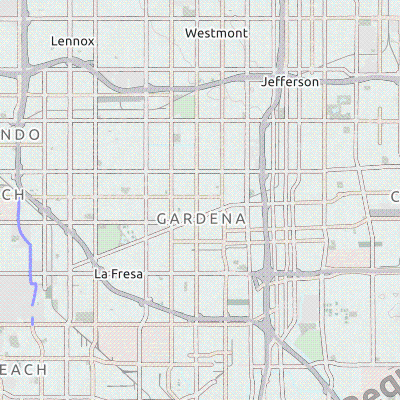 Westmont
Lennox
Jefferson
NDO
CH
C
GARDENA
La Fresa
EACH